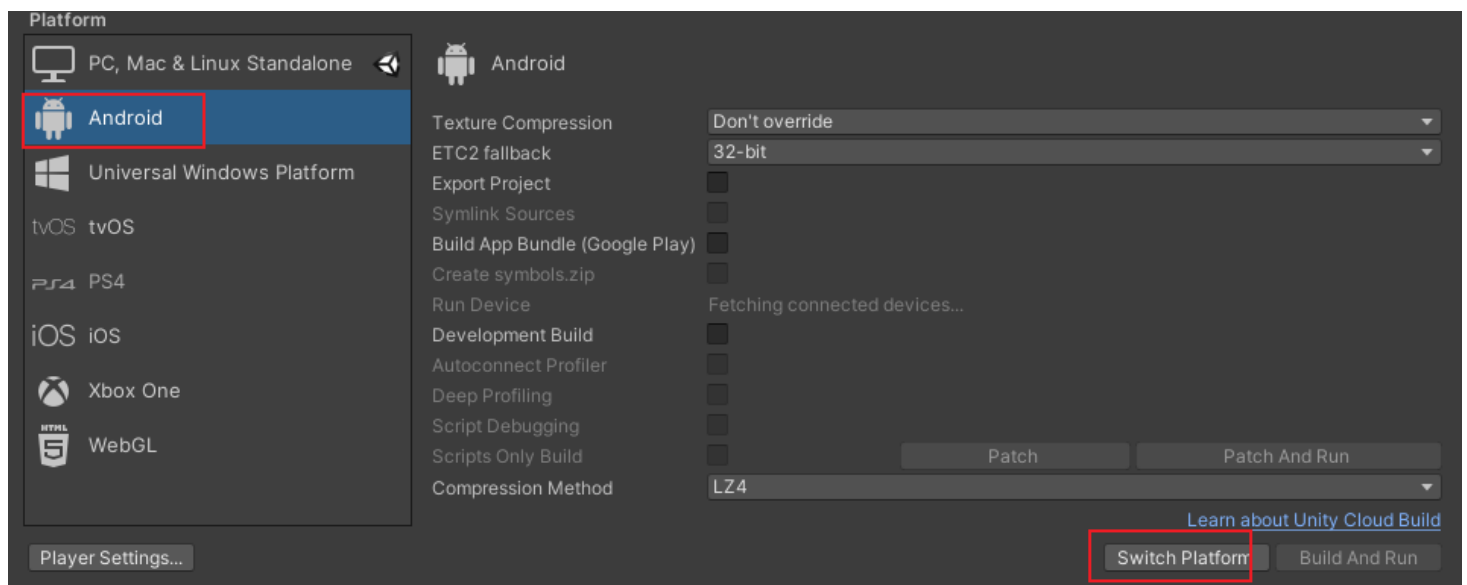 Platform
PC, Mac & Linux Standalone
Android
Universal Windows Platform
tvOS tvOS
PS4 PS4
iOS iOS
Xbox One
HTML
5 WebGL
Android
Texture Compression Don't override
ETC2 fallback 32-bit
Export Project
Symlink Sources
Build App Bundle (Google Play)
Create symbols.zip
Run Device Fetching connected devices...
Development Build
Autoconnect Profiler
Deep Profiling
Script Debugging
Scripts Only Build Patch Patch And Run
Compression Method LZ4
Learn about Unity Cloud Build
Player Settings... Switch Platform Build And Run